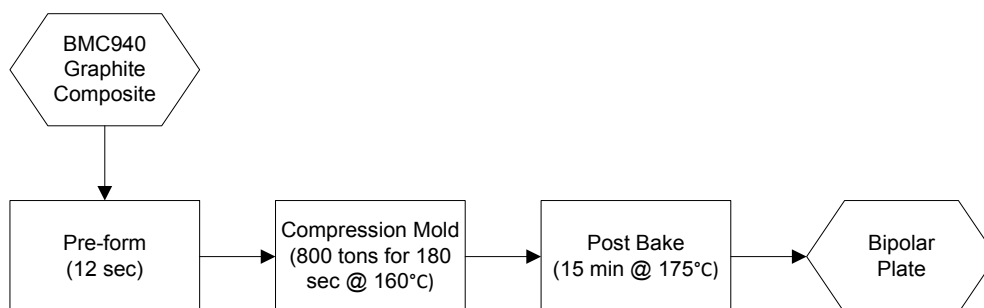 BMC940
Graphite
Composite
Pre-form
(12 sec)
Compression Mold
(800 tons for 180
sec @ 160°C)
Post Bake
(15 min @ 175°C)
Bipolar
Plate